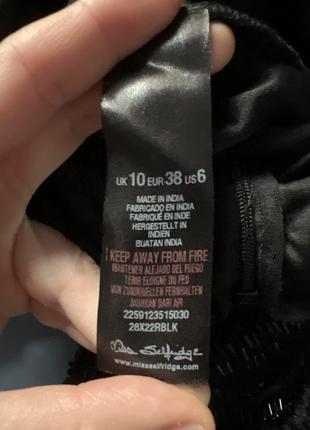 UK 10 EUR 38 US 6
MADE IN INDIA
FABRICADO EN INDIA
FABRIQUÉ EN INDE
HERGESTELLT IN
INDIEN
BUATAN INDIA
KEEP AWAY FROM FIRE
MANTENER ALEJADO DEL FUEGO
TENIR ELOIGNE DU FEU
VON ZUNDQUELLEN FERNHALTEN
JAUHKAN DARI API
2259123515030
28X22RBLK
Miss Selfridge
www.missselfridge.com